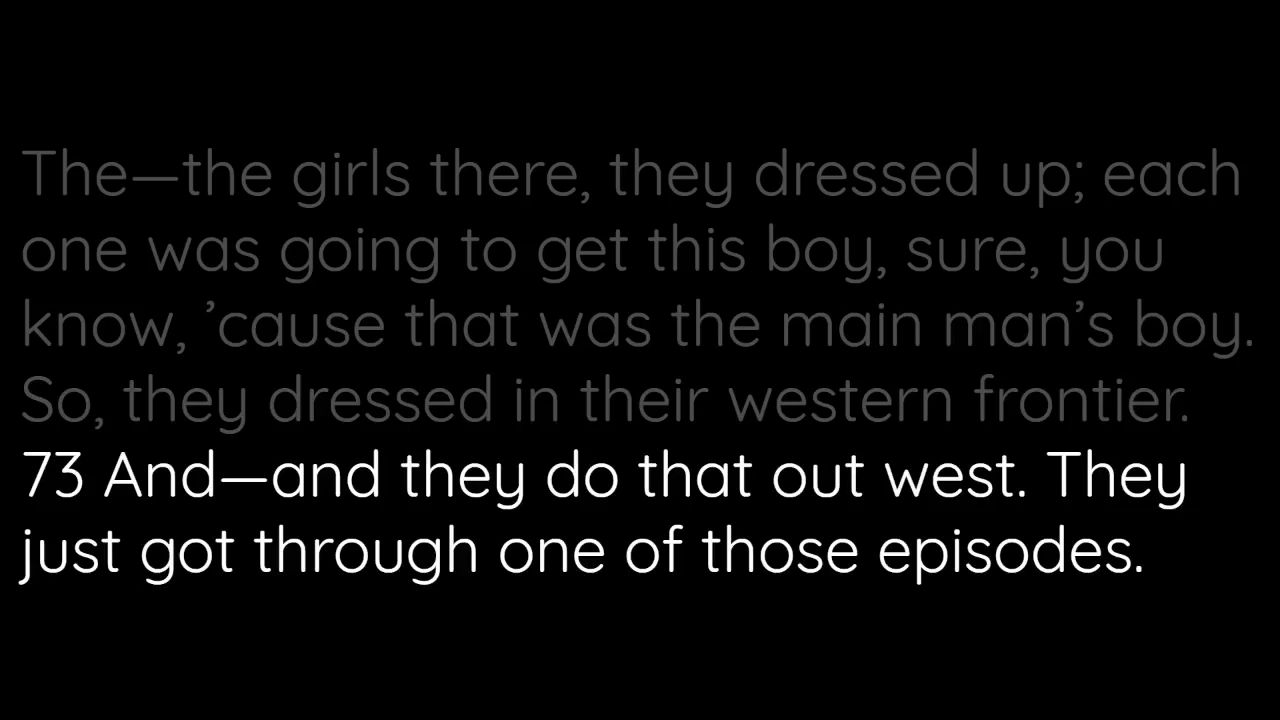 The—the girls there, they dressed up; each
one was going to get this boy, sure, you
know, ’cause that was the main man’s boy.
So, they dressed in their western frontier.
73 And—and they do that out west. They
just got through one of those episodes.